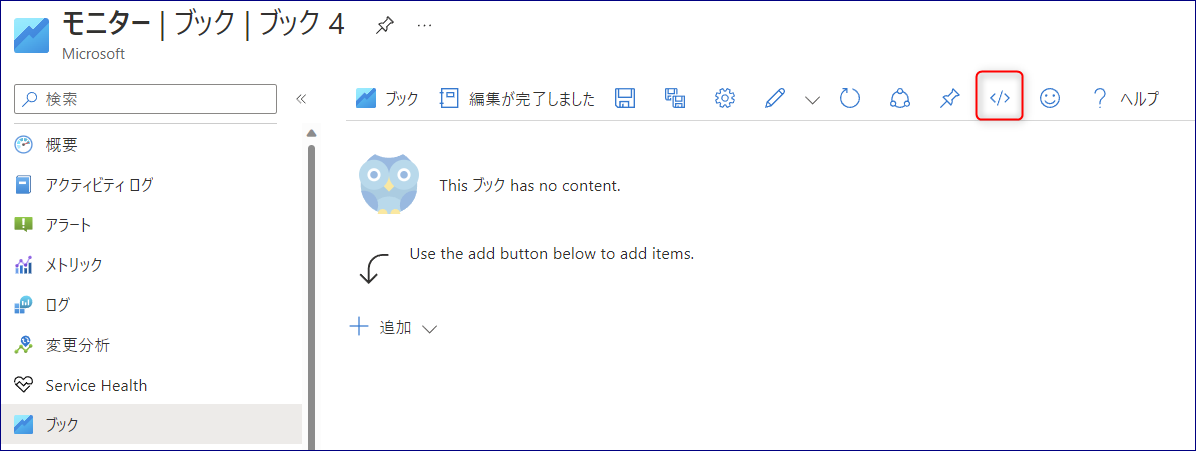 モニター | ブック | ブック 4
Microsoft
検索
概要
アクティビティ ログ
アラート
メトリック
ログ
変更分析
Service Health
ブック
ブック 編集が完了しました ヘルプ
This ブック has no content.
Use the add button below to add items.
追加